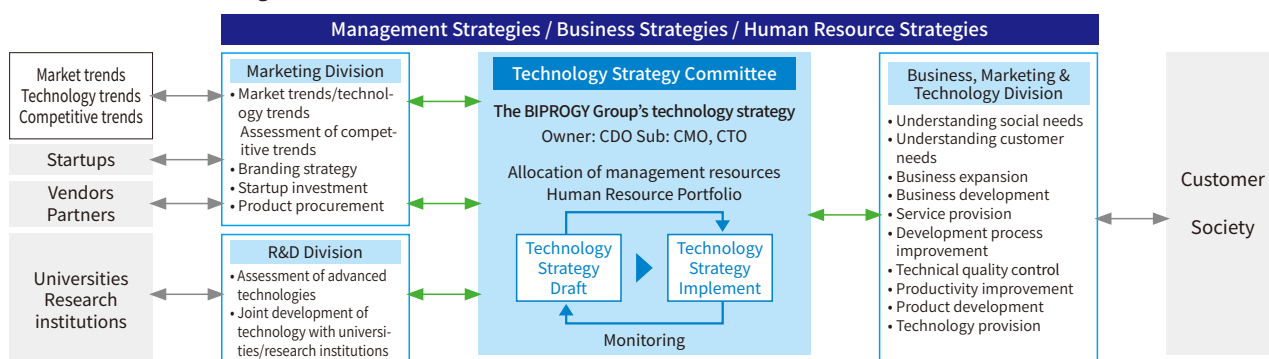 Management Strategies / Business Strategies / Human Resource Strategies
Market trends
Technology trends
Competitive trends
Startups
Vendors
Partners
Universities
Research
institutions
Marketing Division
• Market trends/technol-
ogy trends
Assessment of compet-
itive trends
• Branding strategy
• Startup investment
• Product procurement
R&D Division
• Assessment of advanced
technologies
• Joint development of
technology with universi-
ties/research institutions
Technology Strategy Committee
The BIPROGY Group's technology strategy
Owner: CDO Sub: CMO, CTO
Allocation of management resources
Human Resource Portfolio
Technology
Strategy
Draft
Technology
Strategy
Implement
Monitoring
Business, Marketing &
Technology Division
• Understanding social needs
• Understanding customer
needs
• Business expansion
• Business development
• Service provision
• Development process
improvement
• Technical quality control
• Productivity improvement
• Product development
• Technology provision
Customer
Society